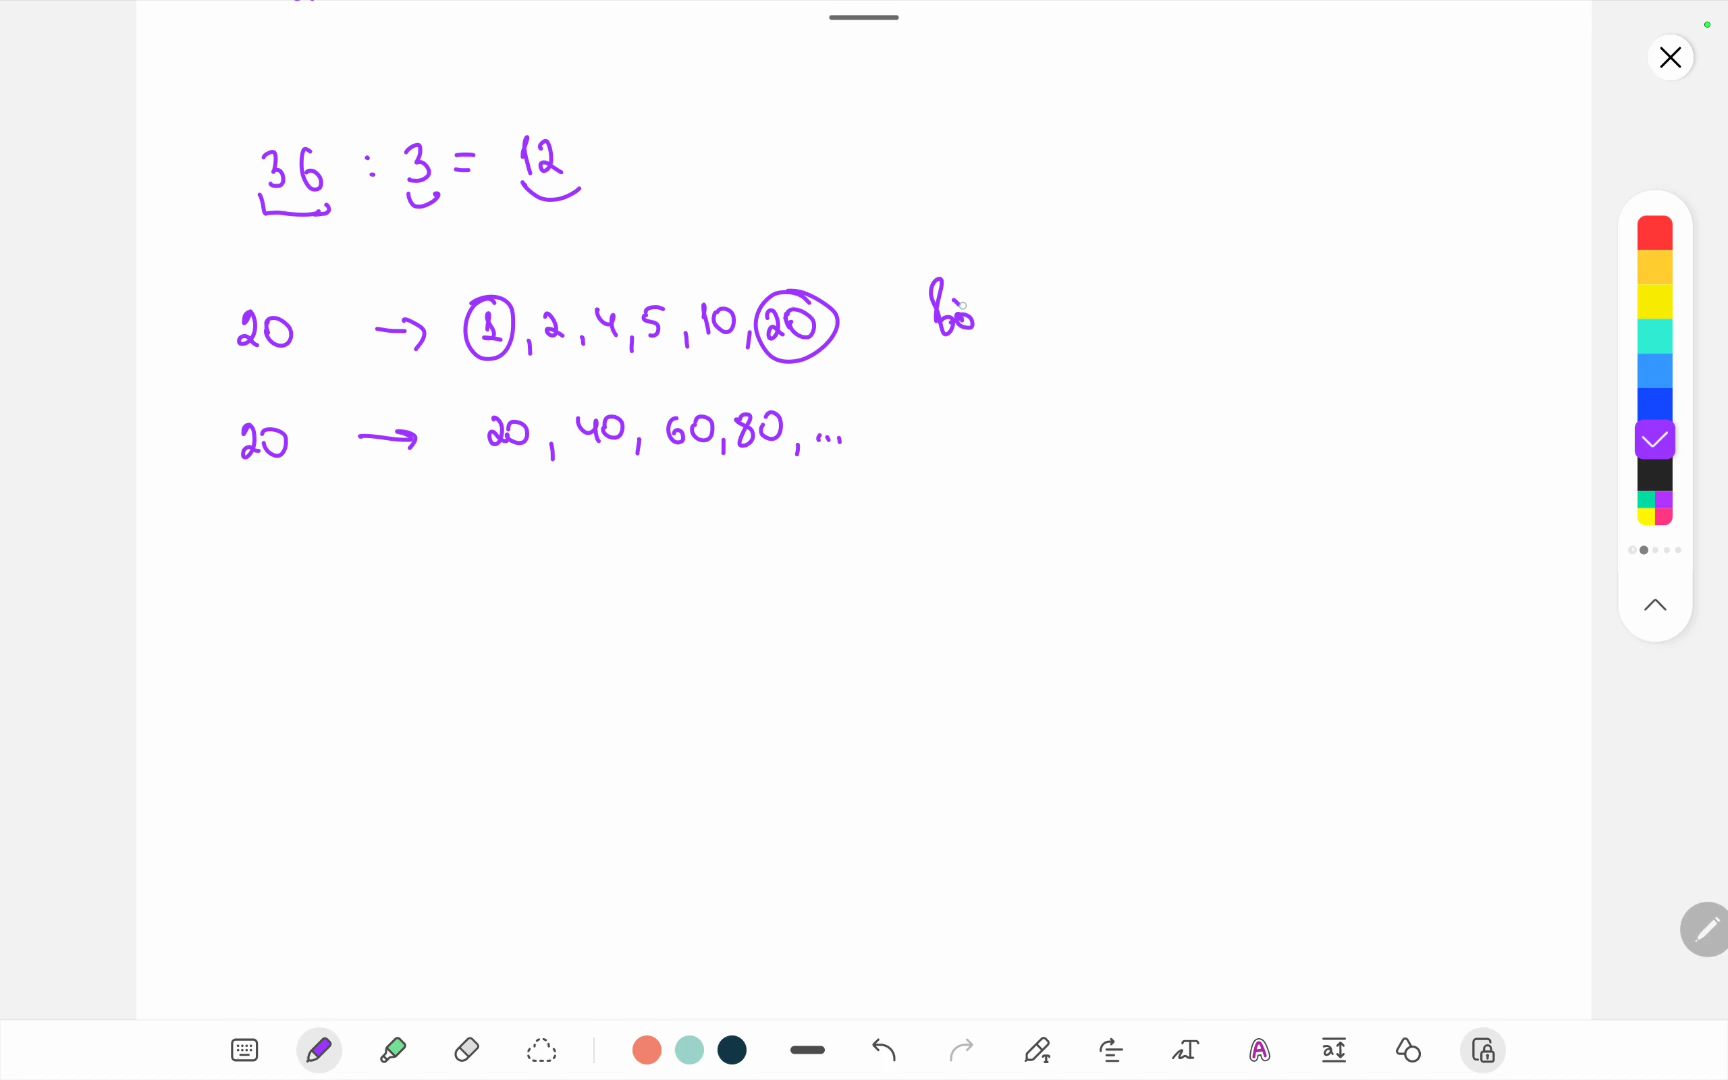 36 : 3 = 12
20 → 1, 2, 4, 5, 10, 20
20 → 20, 40, 60, 80, ...